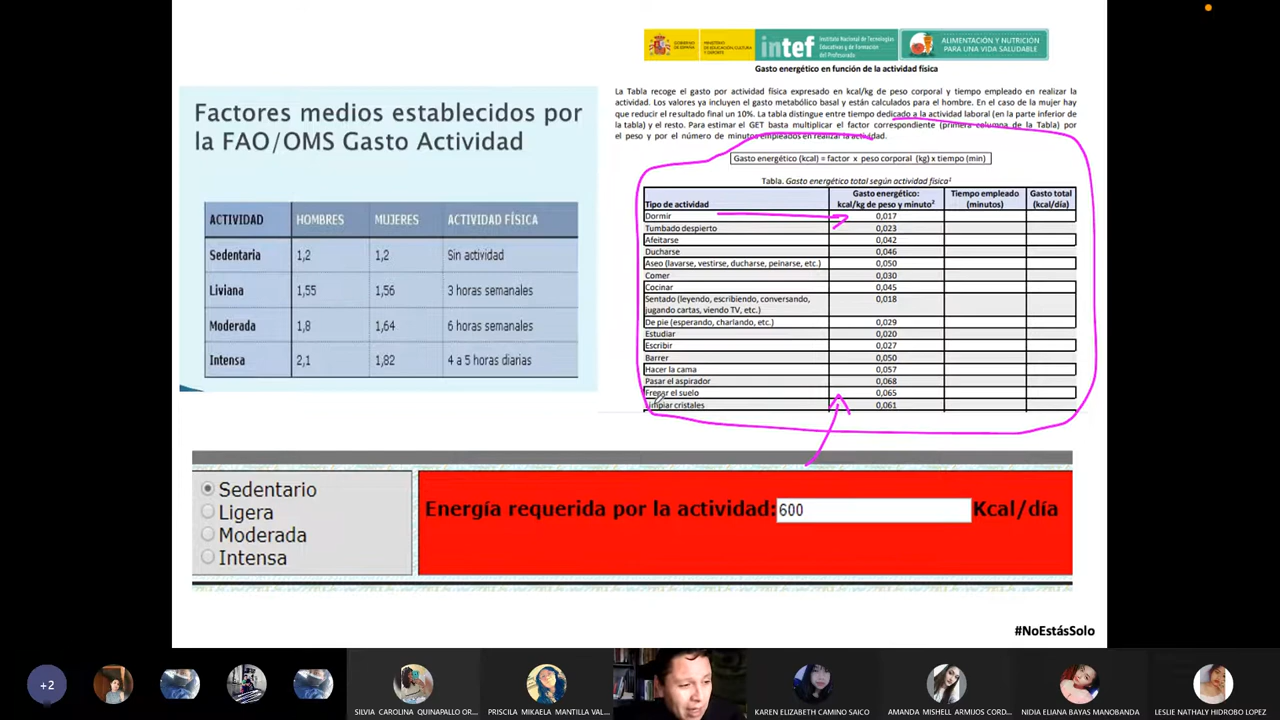 GOBIERNO DE ESPAÑA
MINISTERIO DE EDUCACIÓN, CULTURA Y DEPORTE
intef
Instituto Nacional de Tecnologías Educativas y de Formación del Profesorado
ALIMENTACIÓN Y NUTRICIÓN
PARA UNA VIDA SALUDABLE
Gasto energético en función de la actividad física
La Tabla recoge el gasto por actividad física expresado en kcal/kg de peso corporal y tiempo empleado en realizar la
actividad. Los valores ya incluyen el gasto metabólico basal y están calculados para el hombre. En el caso de la mujer hay
que reducir el resultado final un 10%. La tabla distingue entre tiempo dedicado a la actividad laboral (en la parte inferior de
la tabla) y el resto. Para estimar el GET basta multiplicar el factor correspondiente (primera columna de la Tabla) por
el peso y por el número de minutos empleados en realizar la actividad.
Gasto energético (kcal) = factor x peso corporal (kg) x tiempo (min)
Tabla. Gasto energético total según actividad física¹
Tipo de actividad Gasto energético: kcal/kg de peso y minuto² Tiempo empleado (minutos) Gasto total (kcal/día)
Dormir 0,017
Tumbado despierto 0,023
Afeitarse 0,042
Ducharse 0,046
Aseo (lavarse, vestirse, ducharse, peinarse, etc.) 0,050
Comer 0,030
Cocinar 0,045
Sentado (leyendo, escribiendo, conversando, 0,018
jugando cartas, viendo TV, etc.)
De pie (esperando, charlando, etc.) 0,029
Estudiar 0,020
Escribir 0,027
Barrer 0,050
Hacer la cama 0,057
Pasar el aspirador 0,068
Fregar el suelo 0,065
Limpiar cristales 0,061
Factores medios establecidos por
la FAO/OMS Gasto Actividad
ACTIVIDAD HOMBRES MUJERES ACTIVIDAD FÍSICA
Sedentaria 1,2 1,2 Sin actividad
Liviana 1,55 1,56 3 horas semanales
Moderada 1,8 1,64 6 horas semanales
Intensa 2,1 1,82 4 a 5 horas diarias
Sedentario
Ligera
Moderada
Intensa
Energía requerida por la actividad: 600 Kcal/día
#NoEstásSolo
+2
SILVIA CAROLINA QUINAPALLO OR...
PRISCILA MIKAELA MANTILLA VAL...
KAREN ELIZABETH CAMINO SAICO
AMANDA MISHELL ARMIJOS CORD...
NIDIA ELIANA BAYAS MANOBANDA
LESLIE NATHALY HIDROBO LOPEZ